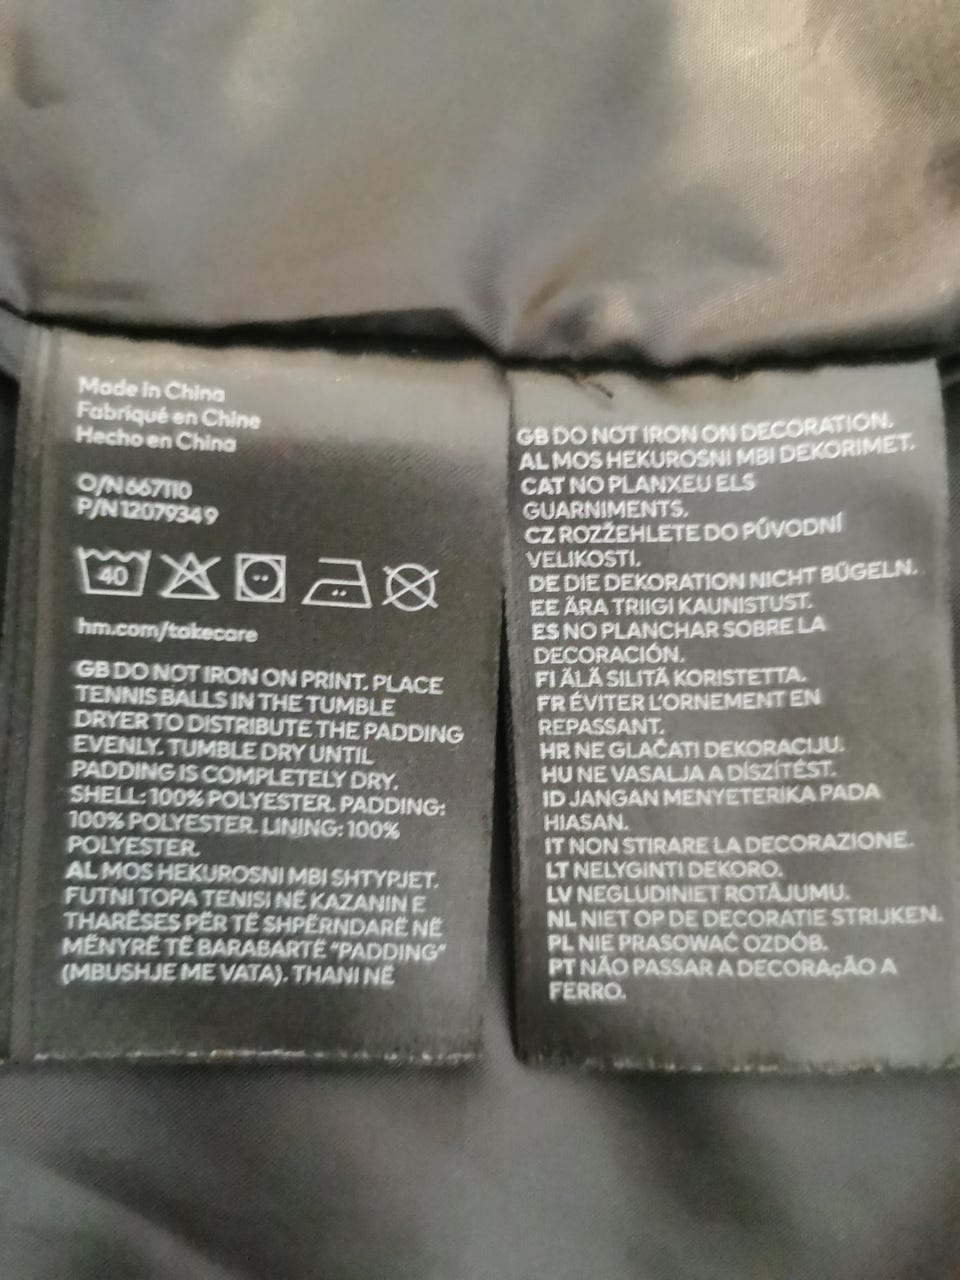 Made in China
Fabriqué en Chine
Hecho en China
O/N 667110
P/N 12079349
40
hm.com/takecare
GB DO NOT IRON ON PRINT. PLACE
TENNIS BALLS IN THE TUMBLE
DRYER TO DISTRIBUTE THE PADDING
EVENLY. TUMBLE DRY UNTIL
PADDING IS COMPLETELY DRY.
SHELL: 100% POLYESTER. PADDING:
100% POLYESTER. LINING: 100%
POLYESTER.
AL MOS HEKUROSNI MBI SHTYPJET.
FUTNI TOPA TENISI NË KAZANIN E
THARËSES PËR TË SHPËRNDARË NË
MËNYRË TË BARABARTË "PADDING"
(MBUSHJE ME VATA). THANI NË
GB DO NOT IRON ON DECORATION.
AL MOS HEKUROSNI MBI DEKORIMET.
CAT NO PLANXEU ELS
GUARNIMENTS.
CZ ROZŽEHLETE DO PŮVODNÍ
VELIKOSTI.
DE DIE DEKORATION NICHT BÜGELN.
EE ÄRA TRIIGI KAUNISTUST.
ES NO PLANCHAR SOBRE LA
DECORACIÓN.
FI ÄLÄ SILITÄ KORISTETTA.
FR ÉVITER L'ORNEMENT EN
REPASSANT.
HR NE GLAČATI DEKORACIJU.
HU NE VASALJA A DÍSZÍTÉST.
ID JANGAN MENYETERIKA PADA
HIASAN.
IT NON STIRARE LA DECORAZIONE.
LT NELYGINTI DEKORO.
LV NEGLUDINIET ROTĀJUMU.
NL NIET OP DE DECORATIE STRIJKEN.
PL NIE PRASOWAĆ OZDÓB.
PT NÃO PASSAR A DECORAçÃO A
FERRO.